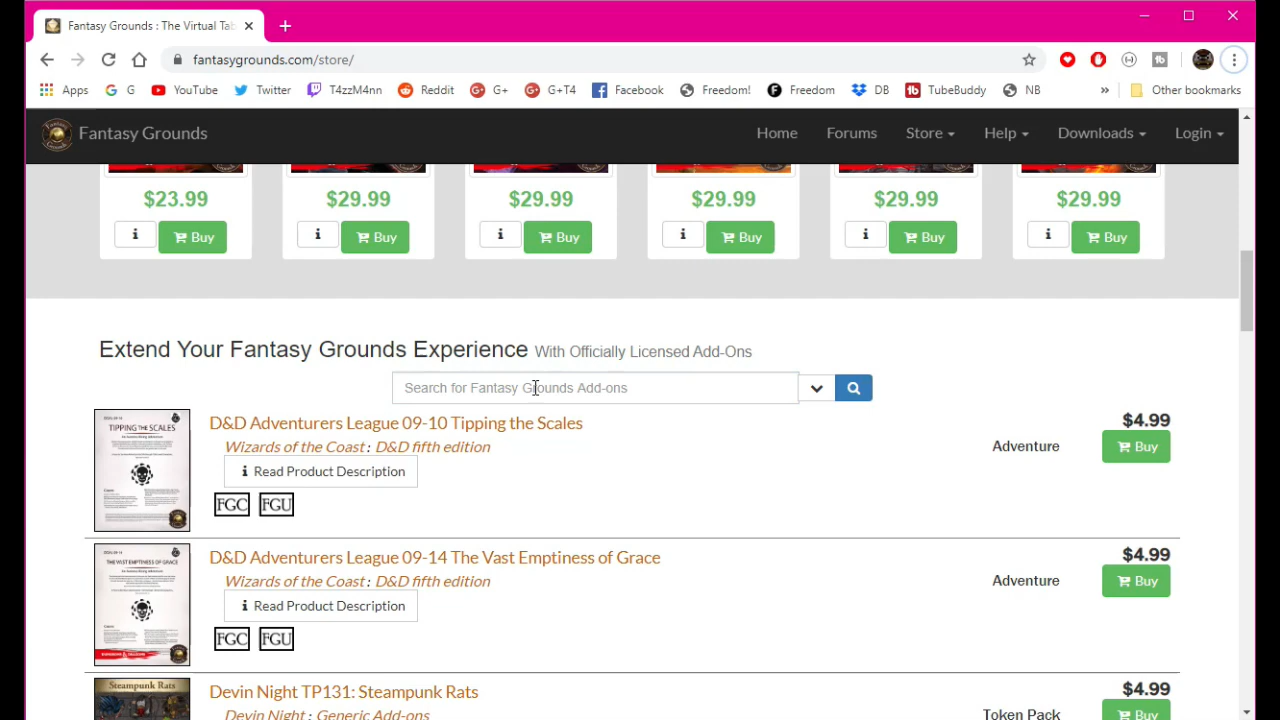 Fantasy Grounds : The Virtual Tab
fantasygrounds.com/store/
Apps G YouTube Twitter T4zzM4nn Reddit G+ G+T4 Facebook Freedom! Freedom DB TubeBuddy NB » Other bookmarks
Fantasy Grounds Home Forums Store Help Downloads Login
$23.99 $29.99 $29.99 $29.99 $29.99 $29.99
i Buy i Buy i Buy i Buy i Buy i Buy
Extend Your Fantasy Grounds Experience With Officially Licensed Add-Ons
Search for Fantasy Grounds Add-ons
TIPPING THE SCALES
D&D Adventurers League 09-10 Tipping the Scales $4.99
Wizards of the Coast : D&D fifth edition Adventure Buy
i Read Product Description
FGC FGU
THE VAST EMPTINESS OF GRACE
D&D Adventurers League 09-14 The Vast Emptiness of Grace $4.99
Wizards of the Coast : D&D fifth edition Adventure Buy
i Read Product Description
FGC FGU
Steampunk Rats
Devin Night TP131: Steampunk Rats $4.99
Devin Night : Generic Add-ons Token Pack Buy